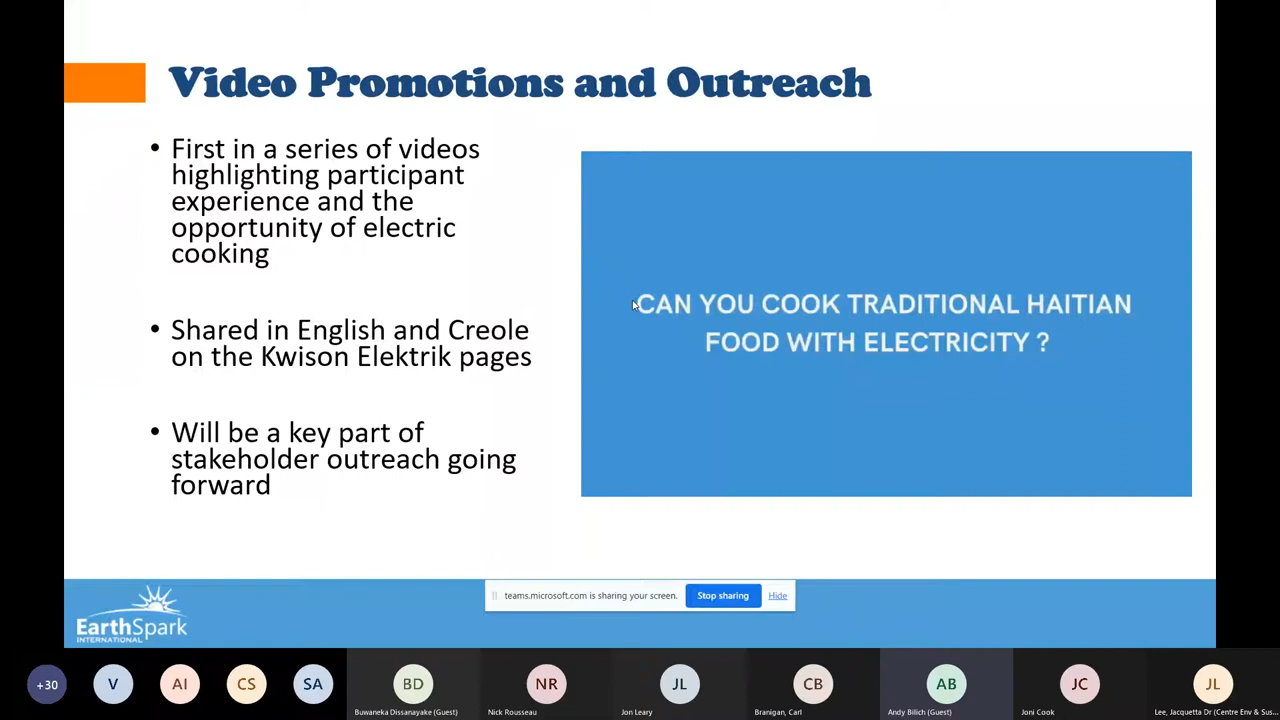 Video Promotions and Outreach
• First in a series of videos
highlighting participant
experience and the
opportunity of electric
cooking
• Shared in English and Creole
on the Kwison Elektrik pages
• Will be a key part of
stakeholder outreach going
forward
CAN YOU COOK TRADITIONAL HAITIAN
FOOD WITH ELECTRICITY ?
EarthSpark
INTERNATIONAL
teams.microsoft.com is sharing your screen. Stop sharing Hide
+30 V AI CS SA BD NR JL CB AB JC JL
Buwaneka Dissanayake (Guest) Nick Rousseau Jon Leary Branigan, Carl Andy Bilich (Guest) Joni Cook Lee, Jacquetta Dr (Centre Env & Sus...